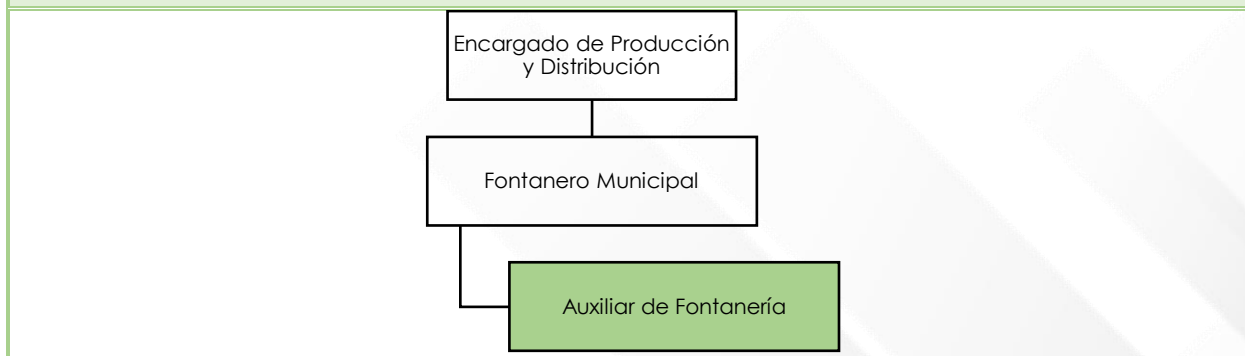 Encargado de Producción
y Distribución
Fontanero Municipal
Auxiliar de Fontanería